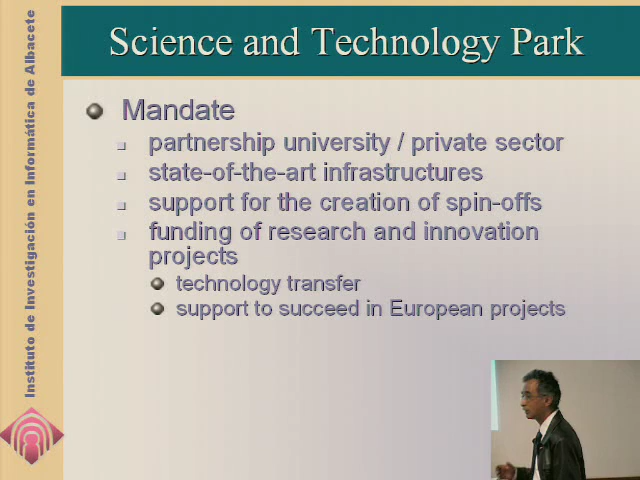 Science and Technology Park
Mandate
partnership university / private sector
state-of-the-art infrastructures
support for the creation of spin-offs
funding of research and innovation
projects
technology transfer
support to succeed in European projects
Instituto de Investigación en Informática de Albacete